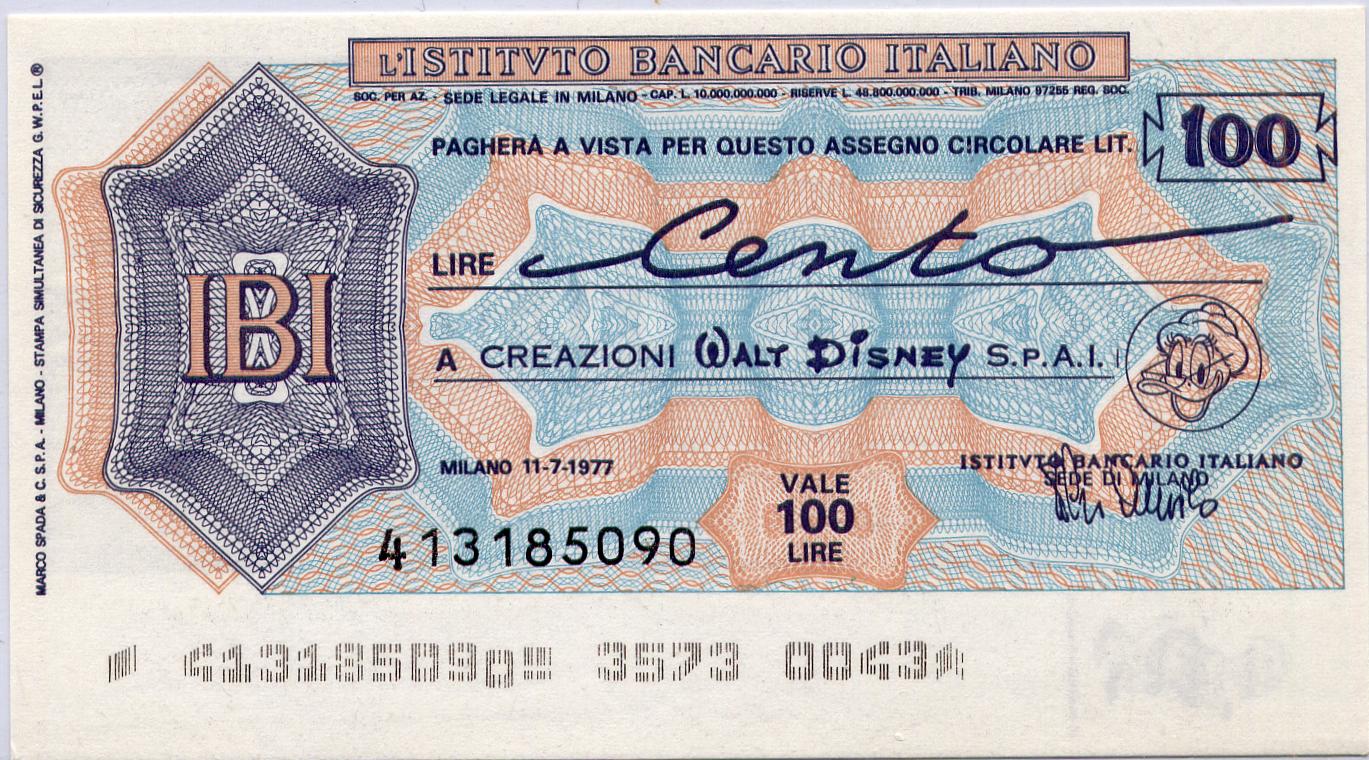 L'ISTITVTO BANCARIO ITALIANO
SOC. PER AZ. - SEDE LEGALE IN MILANO - CAP. L. 10.000.000.000 - RISERVE L. 48.800.000.000 - TRIB. MILANO 97255 REG. SOC.
PAGHERÀ A VISTA PER QUESTO ASSEGNO CIRCOLARE LIT. 100
LIRE Cento
IBI
A CREAZIONI WALT DISNEY S.P.A.I.
MILANO 11-7-1977
ISTITVTO BANCARIO ITALIANO
SEDE DI MILANO
VALE
100
LIRE
413185090
413185090 3573 0043
MARCO SPADA & C. S.P.A. - MILANO - STAMPA SIMULTANEA DI SICUREZZA G.W.P.E.L.®